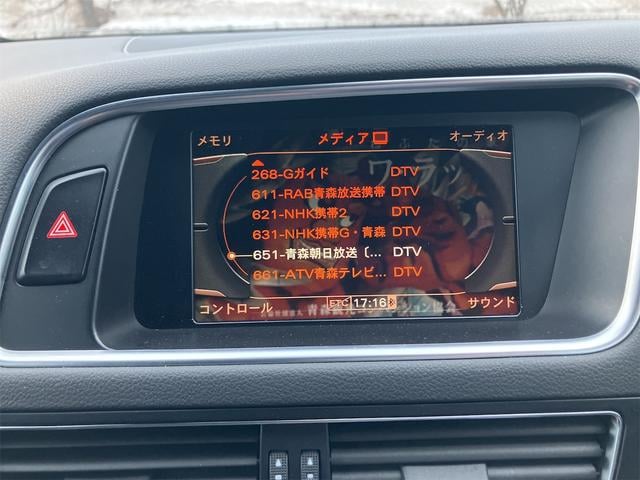 メモリ メディア オーディオ
268-Gガイド DTV
611-RAB青森放送携帯 DTV
621-NHK携帯2 DTV
631-NHK携帯G・青森 DTV
651-青森朝日放送〔... DTV
661-ATV青森テレビ... DTV
コントロール ETC 17:16 サウンド